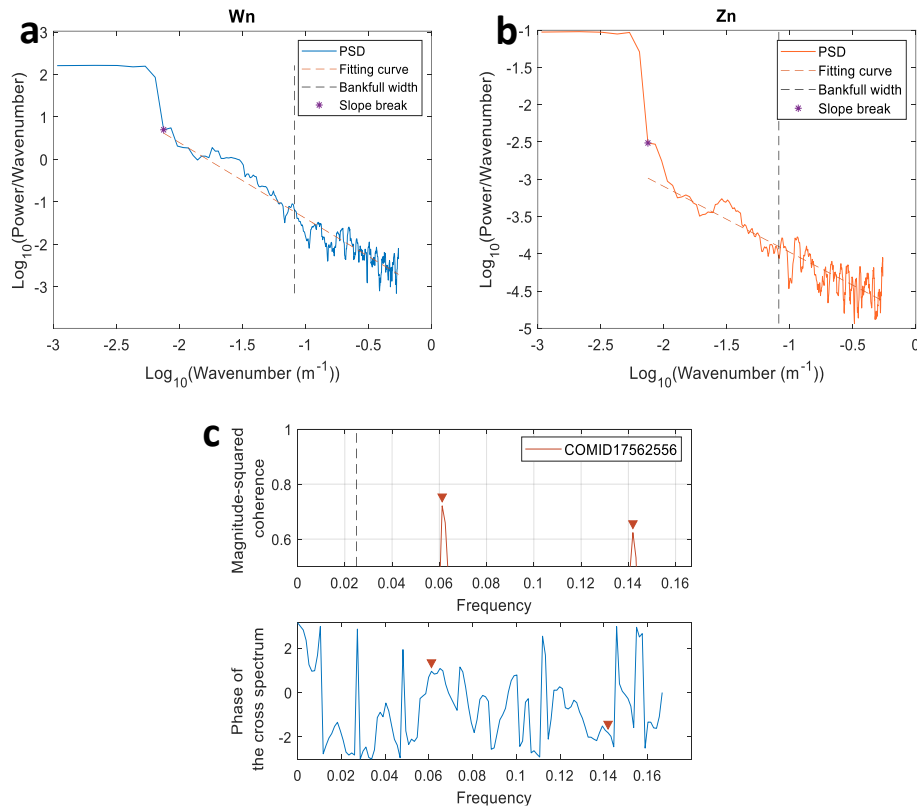 a
Wn
3
2
1
0
-1
-2
-3
-3
-2.5
-2
-1.5
-1
-0.5
0
Log10(Power/Wavenumber)
Log10(Wavenumber (m-1))
PSD
Fitting curve
Bankfull width
Slope break
b
Zn
-1
-1.5
-2
-2.5
-3
-3.5
-4
-4.5
-5
-3
-2.5
-2
-1.5
-1
-0.5
0
Log10(Power/Wavenumber)
Log10(Wavenumber (m-1))
PSD
Fitting curve
Bankfull width
Slope break
c
Magnitude-squared
coherence
1
0.8
0.6
COMID17562556
0
0.02
0.04
0.06
0.08
0.1
0.12
0.14
0.16
Frequency
Phase of
the cross spectrum
2
0
-2
0
0.02
0.04
0.06
0.08
0.1
0.12
0.14
0.16
Frequency